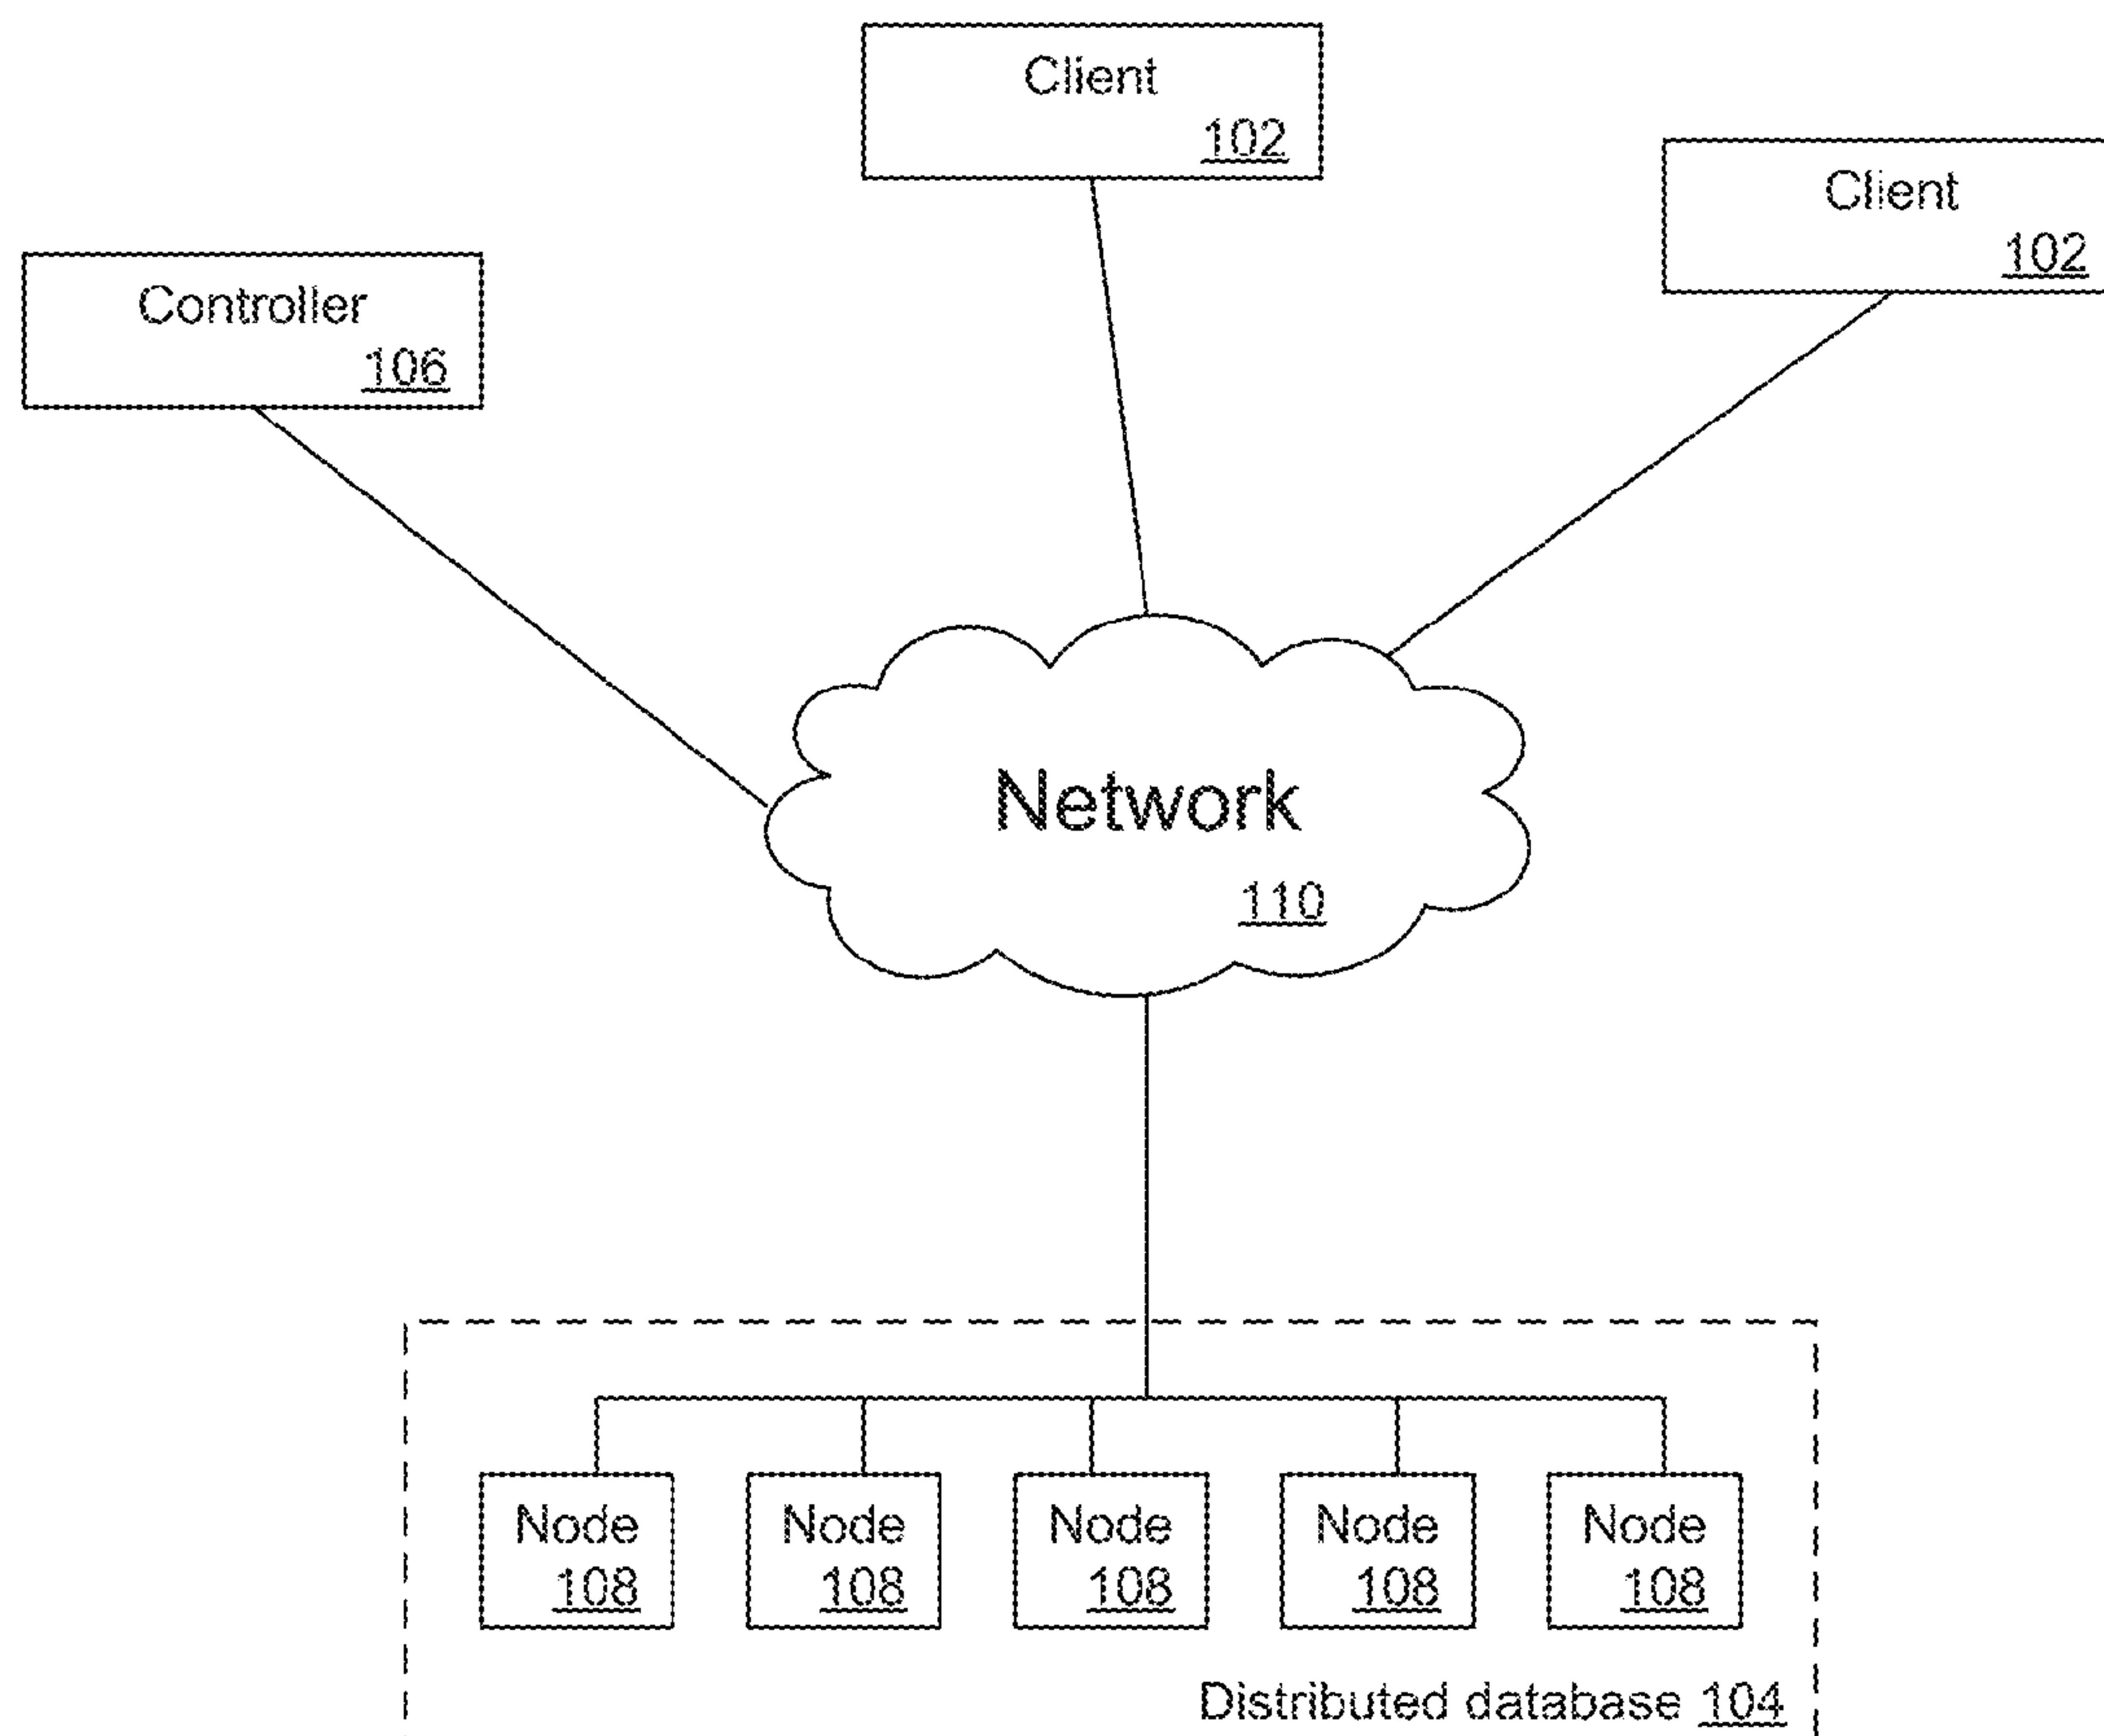 Client
102
Client
102
Controller
106
Network
110
Node
108
Node
108
Node
108
Node
108
Node
108
Distributed database 104